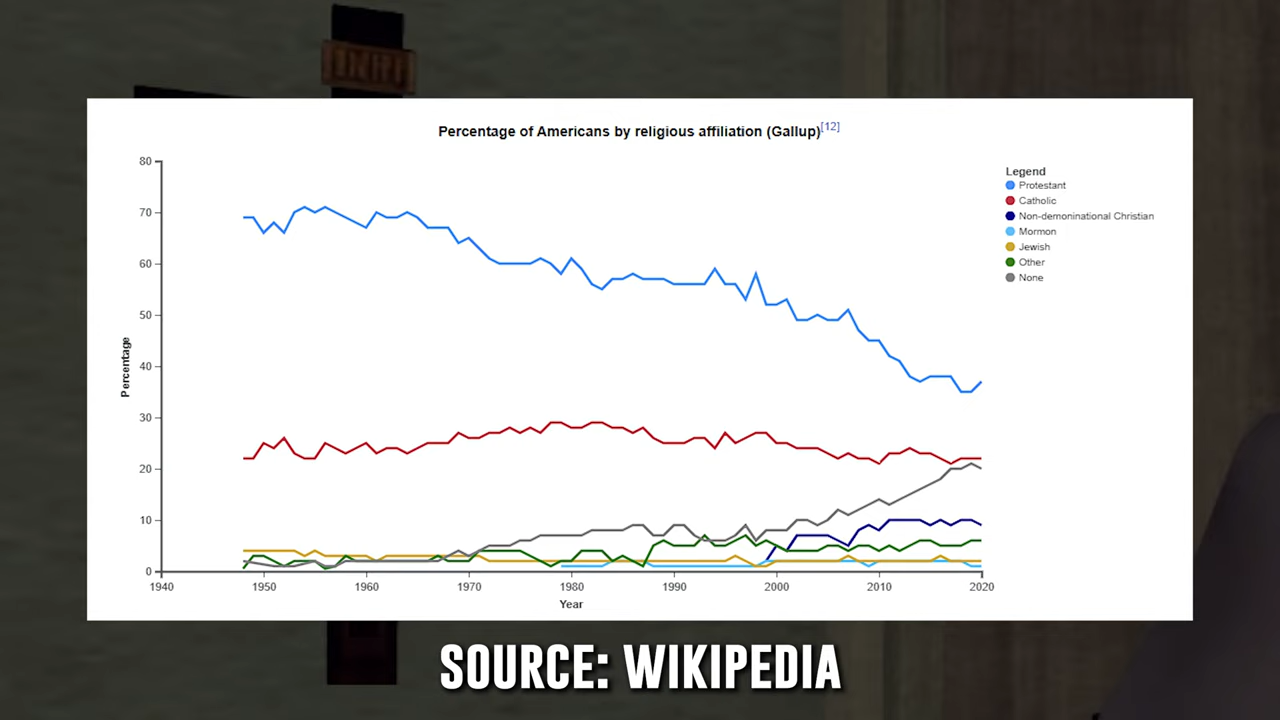 Percentage of Americans by religious affiliation (Gallup)[12]
Legend
Protestant
Catholic
Non-demoninational Christian
Mormon
Jewish
Other
None
Percentage
80
70
60
50
40
30
20
10
0
1940 1950 1960 1970 1980 1990 2000 2010 2020
Year
SOURCE: WIKIPEDIA